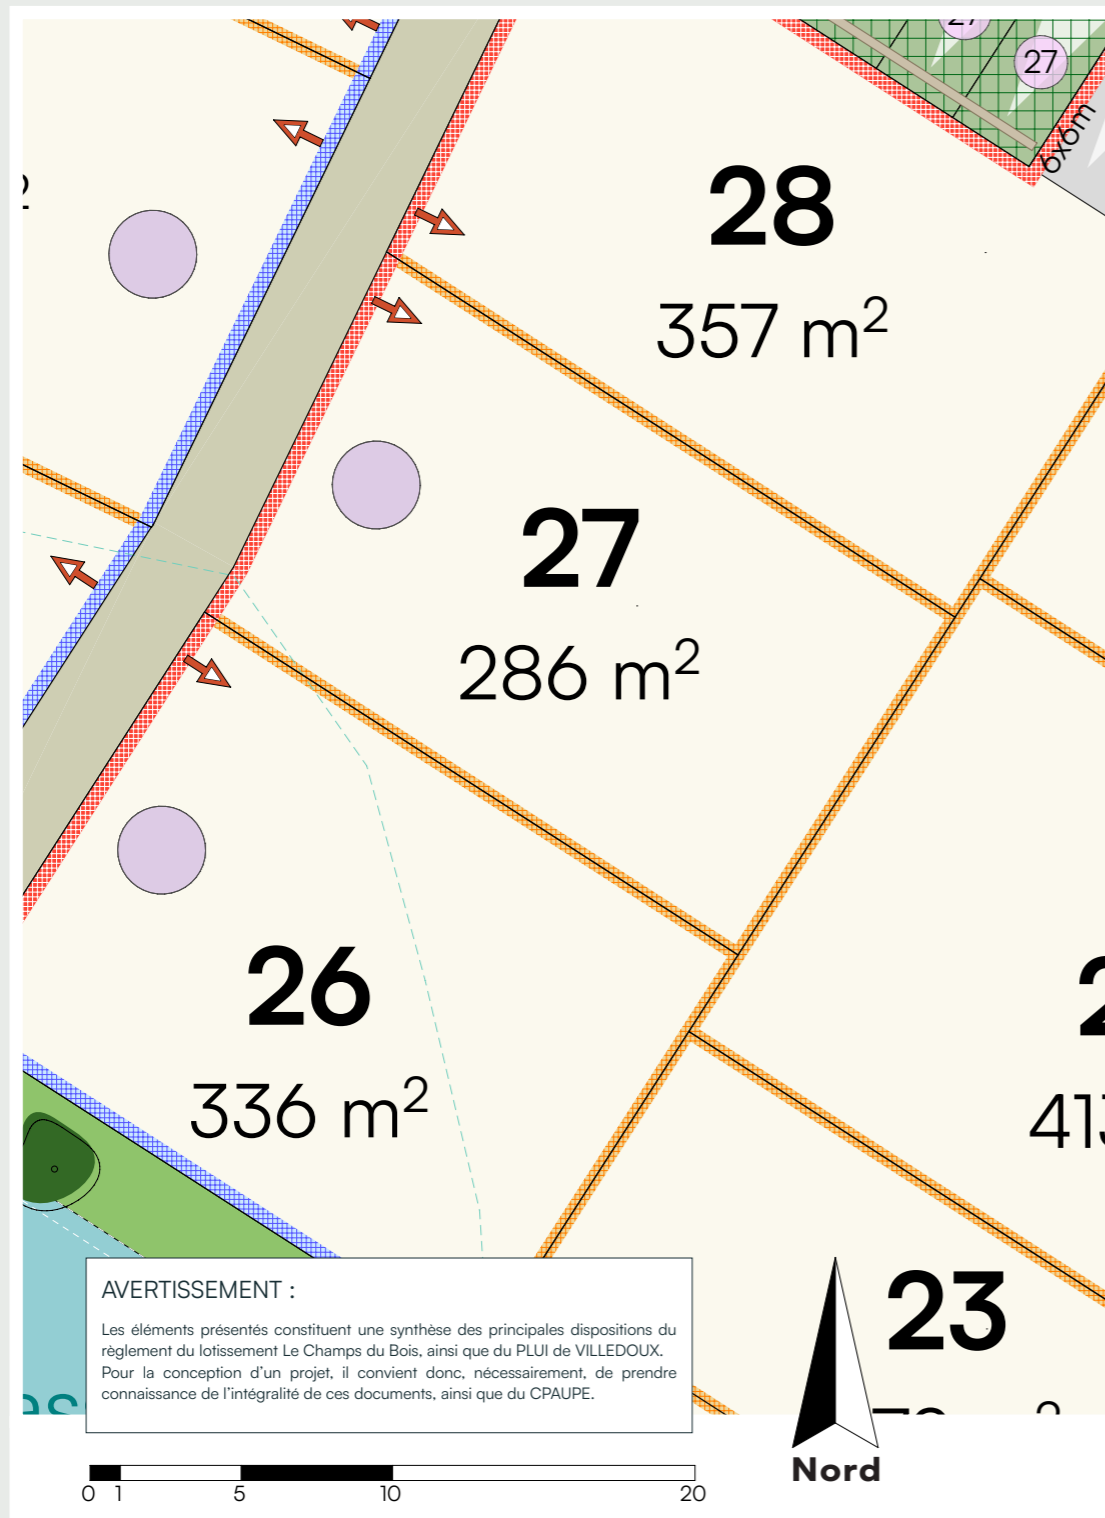 27
27
6x6m
28
357 m²
27
286 m²
26
336 m²
23
AVERTISSEMENT :
Les éléments présentés constituent une synthèse des principales dispositions du
règlement du lotissement Le Champs du Bois, ainsi que du PLUI de VILLEDOUX.
Pour la conception d'un projet, il convient donc, nécessairement, de prendre
connaissance de l'intégralité de ces documents, ainsi que du CPAUPE.
Nord
0 1 5 10 20